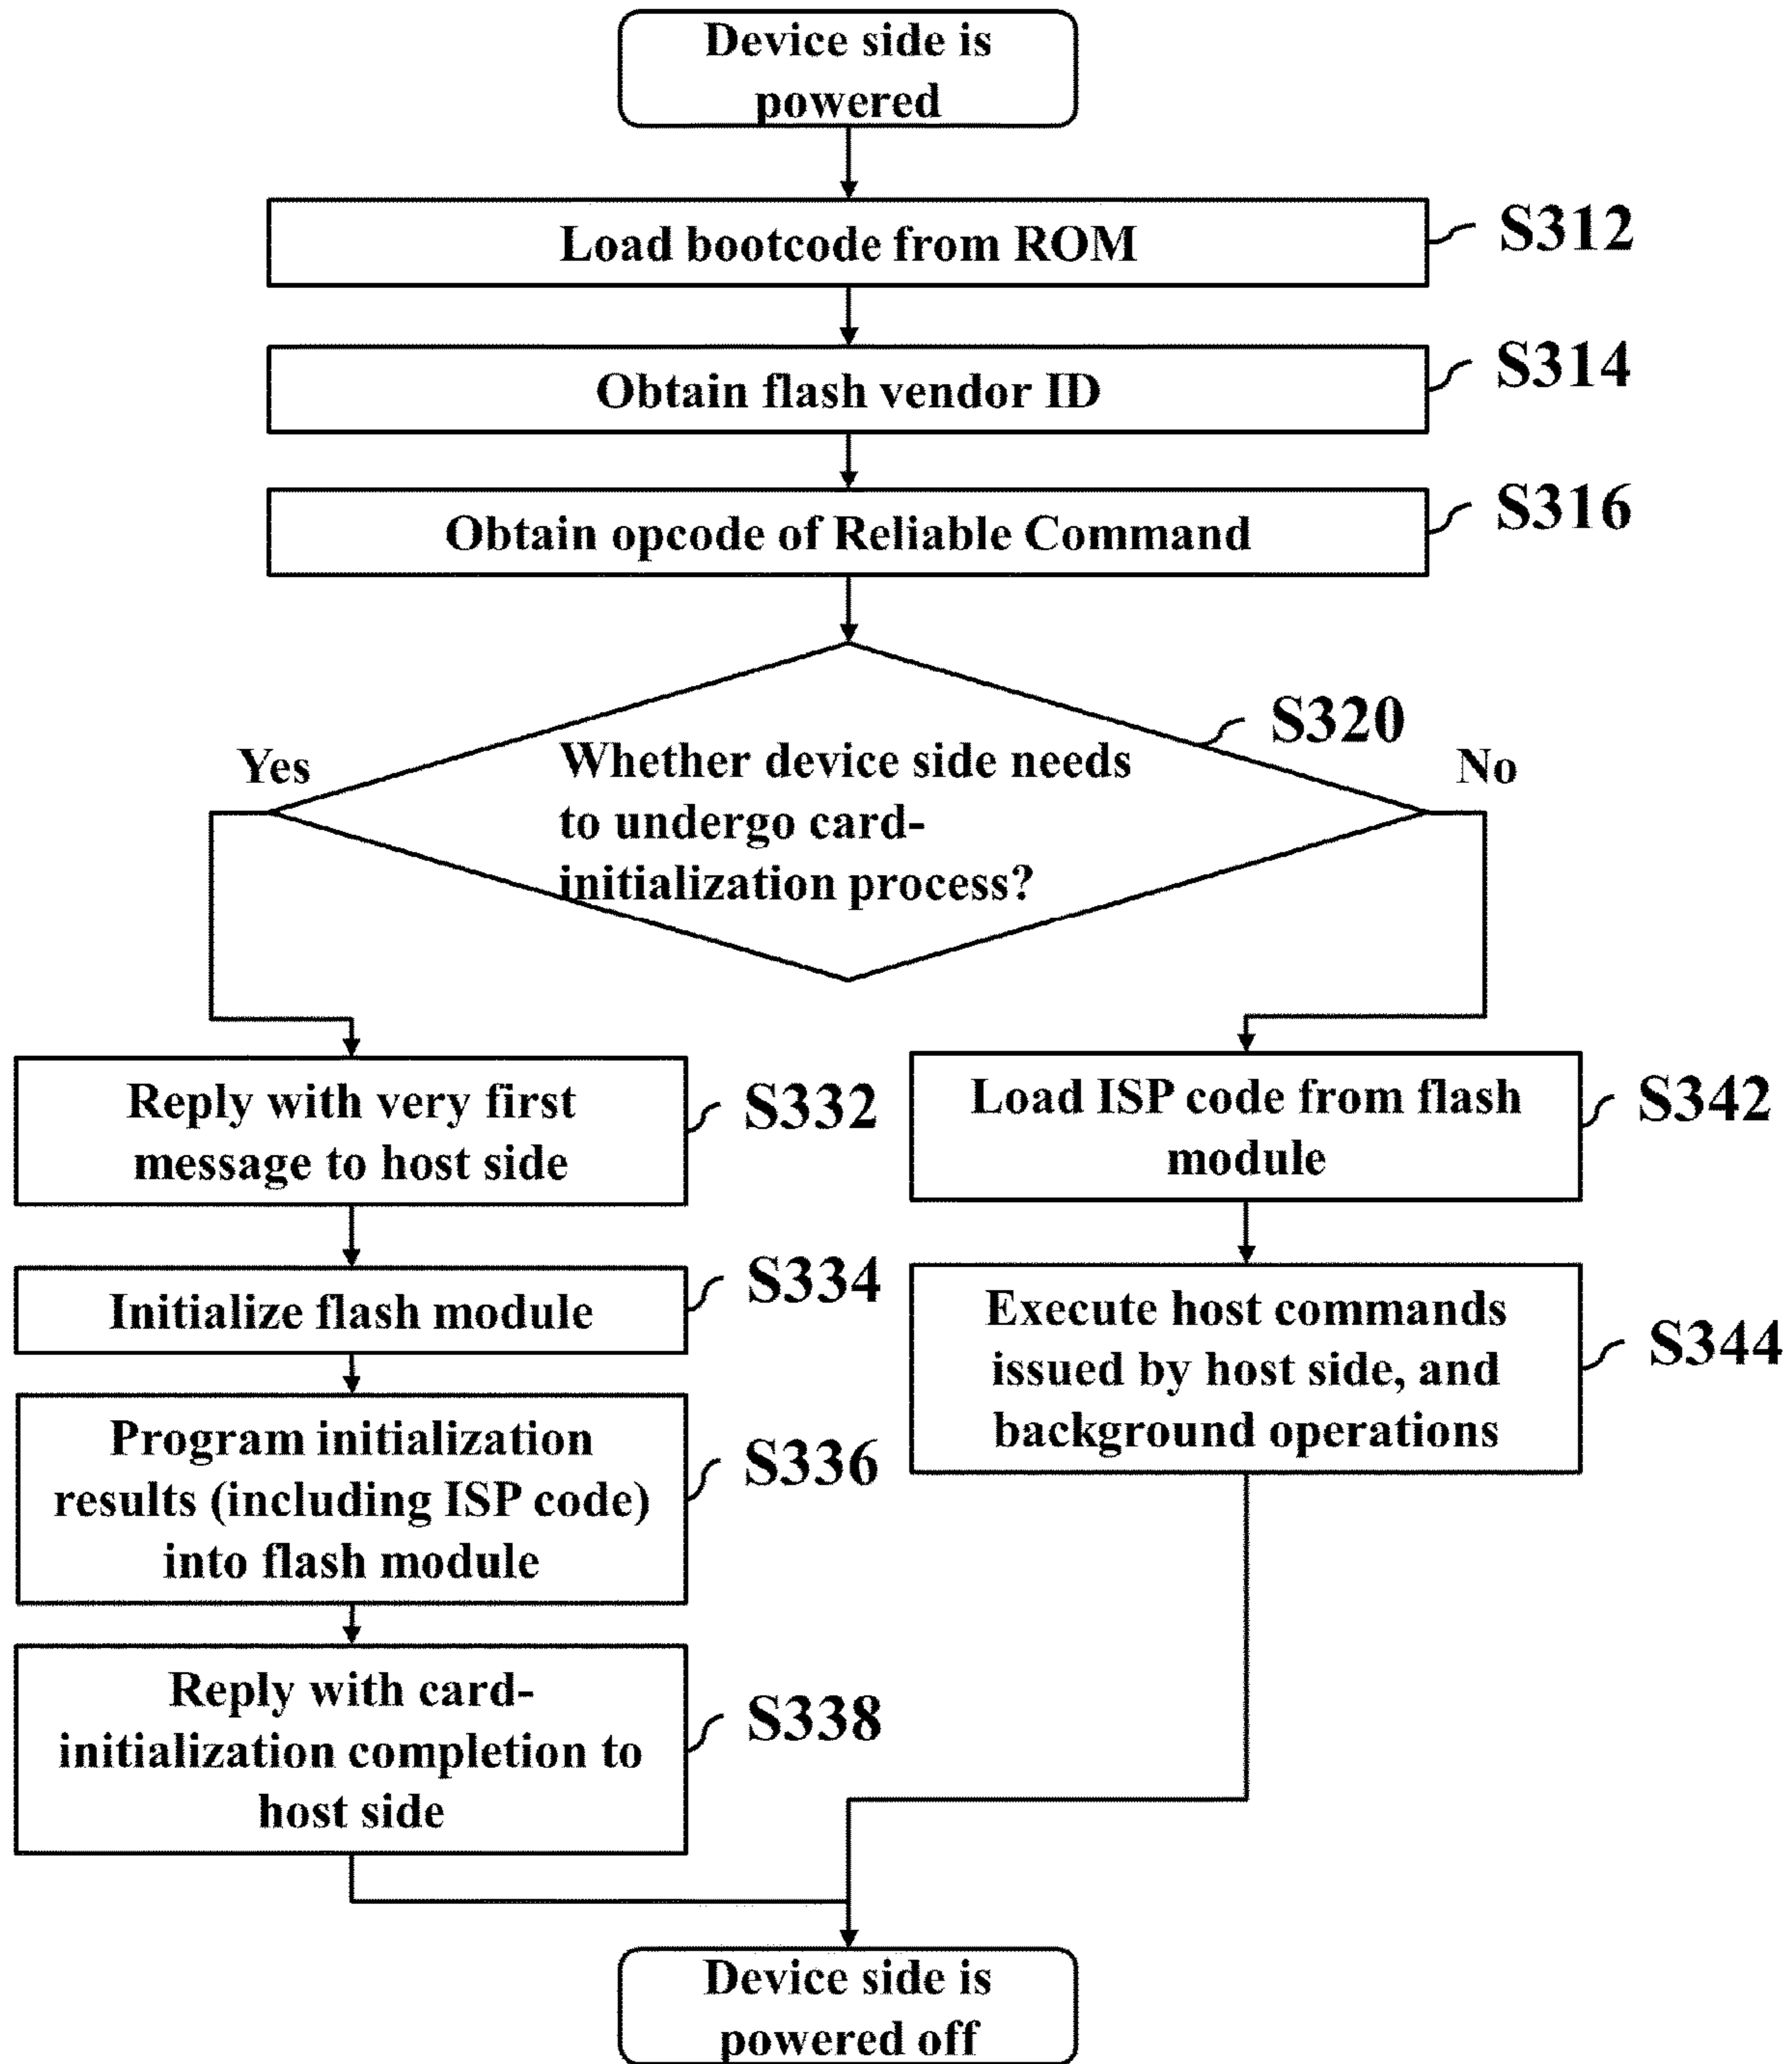 Device side is
powered
Load bootcode from ROM
S312
Obtain flash vendor ID
S314
Obtain opcode of Reliable Command
S316
S320
Yes
No
Whether device side needs
to undergo card-
initialization process?
Reply with very first
message to host side
S332
Initialize flash module
S334
Program initialization
results (including ISP code)
into flash module
S336
Reply with card-
initialization completion to
host side
S338
Load ISP code from flash
module
S342
Execute host commands
issued by host side, and
background operations
S344
Device side is
powered off